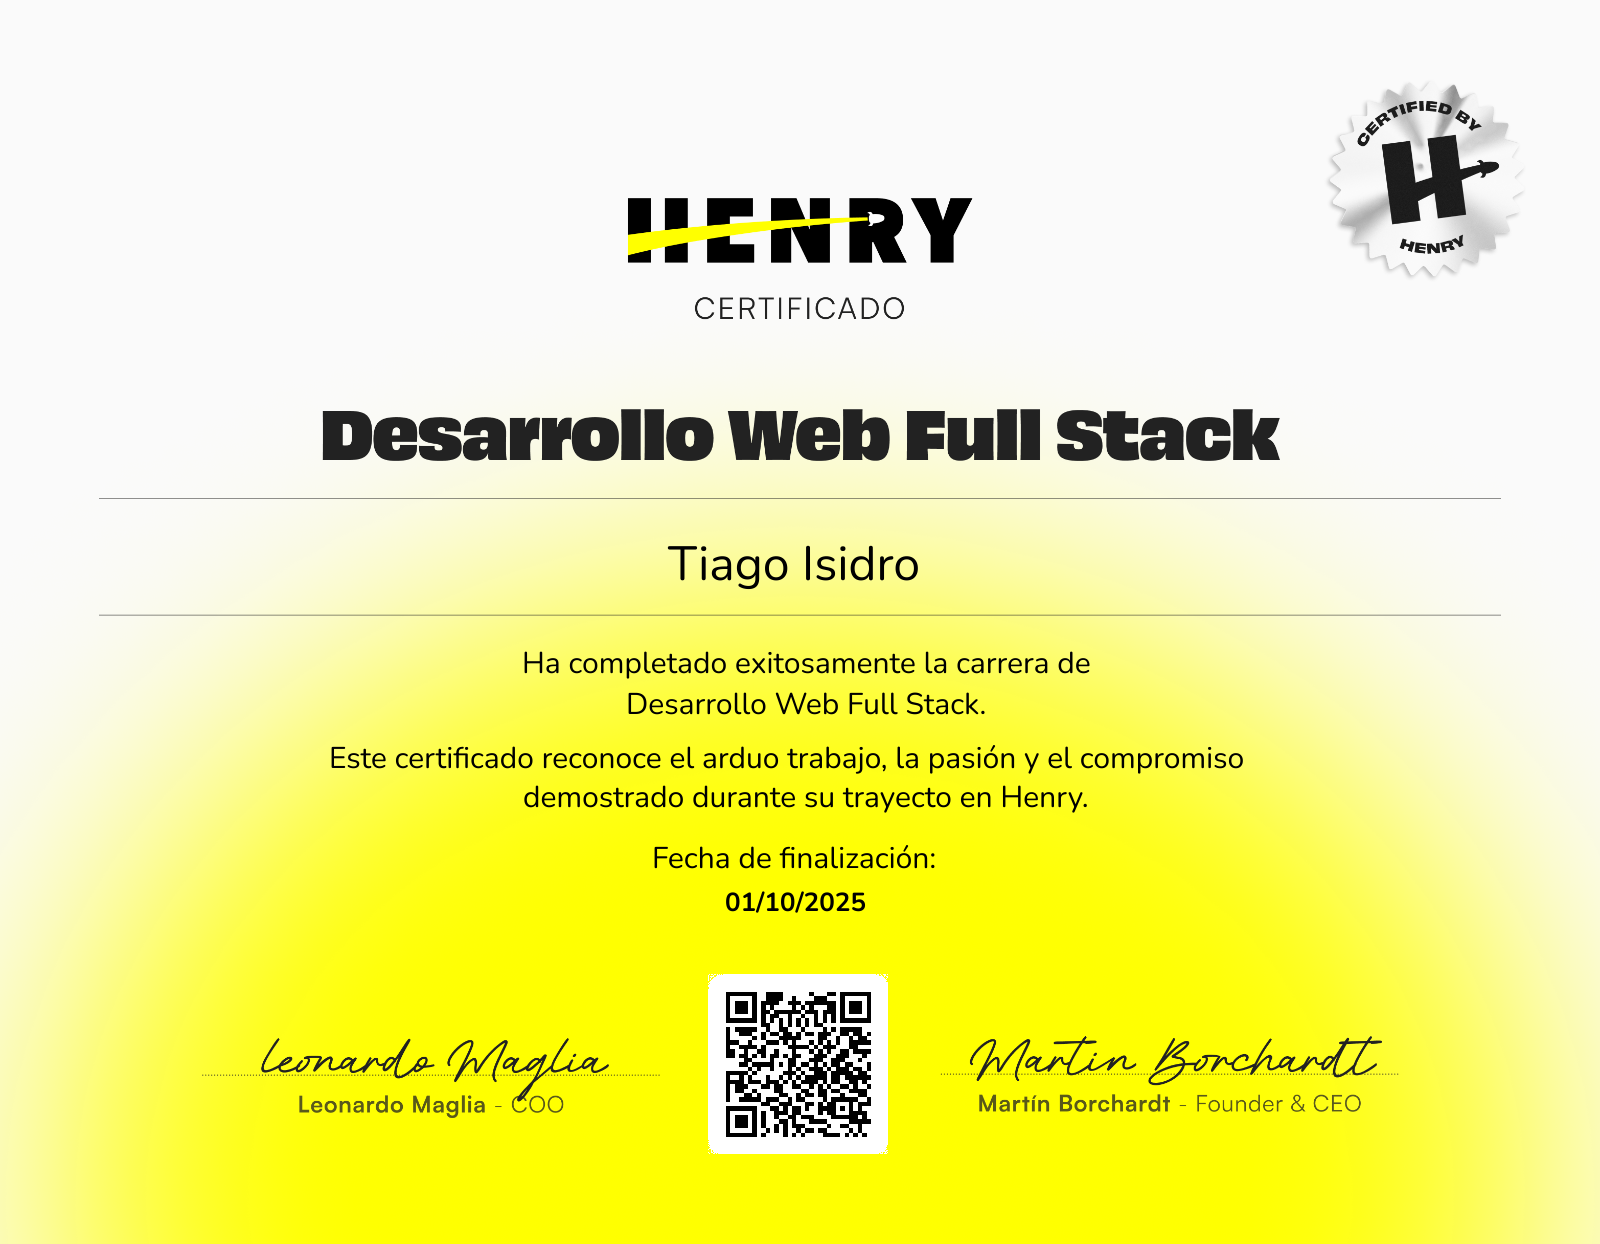 CERTIFIED BY
H
HENRY
HENRY
CERTIFICADO
Desarrollo Web Full Stack
Tiago Isidro
Ha completado exitosamente la carrera de
Desarrollo Web Full Stack.
Este certificado reconoce el arduo trabajo, la pasión y el compromiso
demostrado durante su trayecto en Henry.
Fecha de finalización:
01/10/2025
Leonardo Maglia
Leonardo Maglia - COO
Martin Borchardt
Martín Borchardt - Founder & CEO